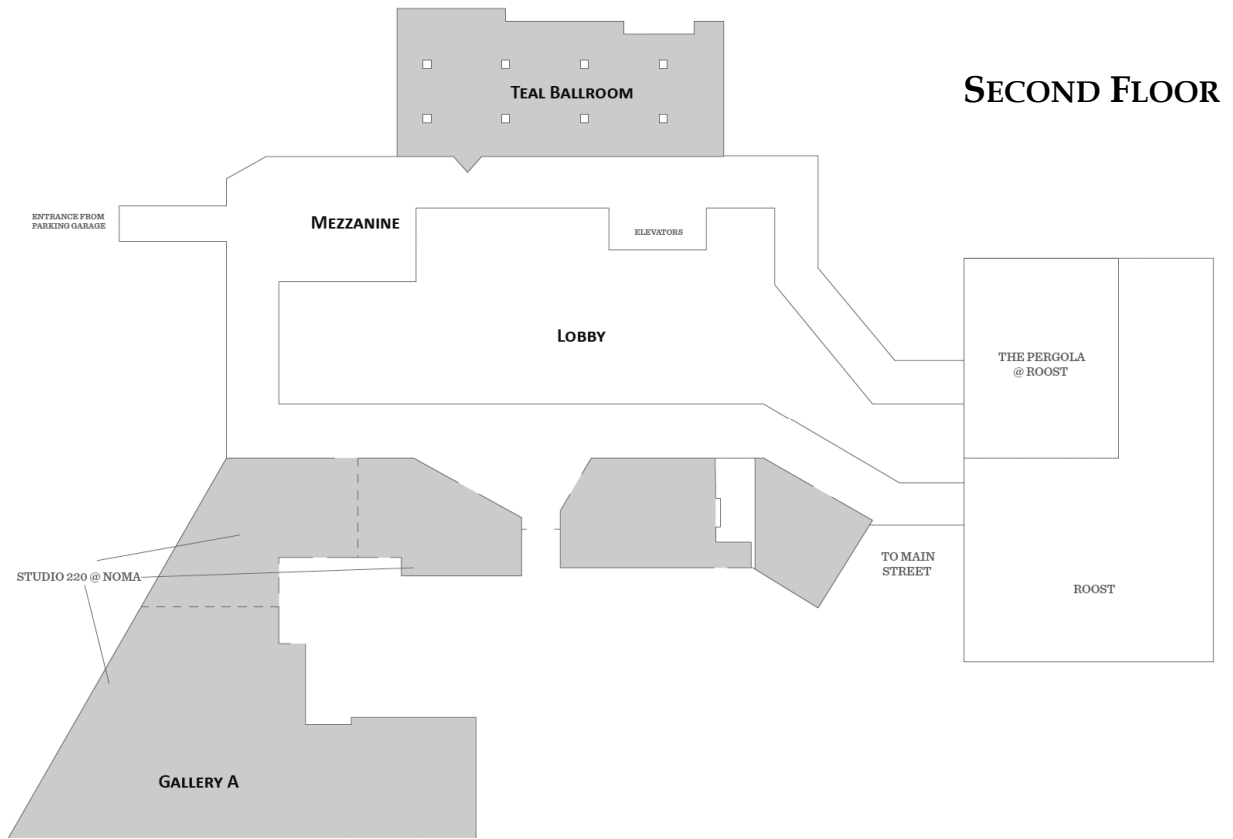 SECOND FLOOR
TEAL BALLROOM
ENTRANCE FROM
PARKING GARAGE
MEZZANINE
ELEVATORS
LOBBY
THE PERGOLA
@ ROOST
TO MAIN
STREET
STUDIO 220 @ NOMA
ROOST
GALLERY A